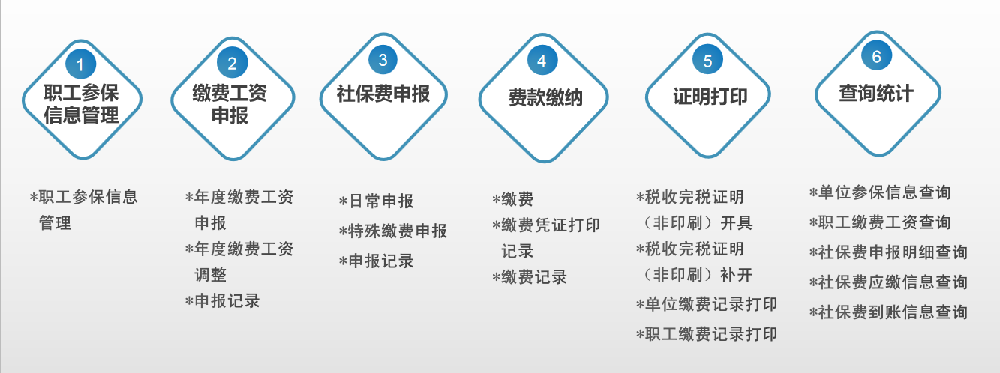 1
职工参保
信息管理
*职工参保信息
管理
2
缴费工资
申报
*年度缴费工资
申报
*年度缴费工资
调整
*申报记录
3
社保费申报
*日常申报
*特殊缴费申报
*申报记录
4
费款缴纳
*缴费
*缴费凭证打印
记录
*缴费记录
5
证明打印
*税收完税证明
（非印刷）开具
*税收完税证明
（非印刷）补开
*单位缴费记录打印
*职工缴费记录打印
6
查询统计
*单位参保信息查询
*职工缴费工资查询
*社保费申报明细查询
*社保费应缴信息查询
*社保费到账信息查询